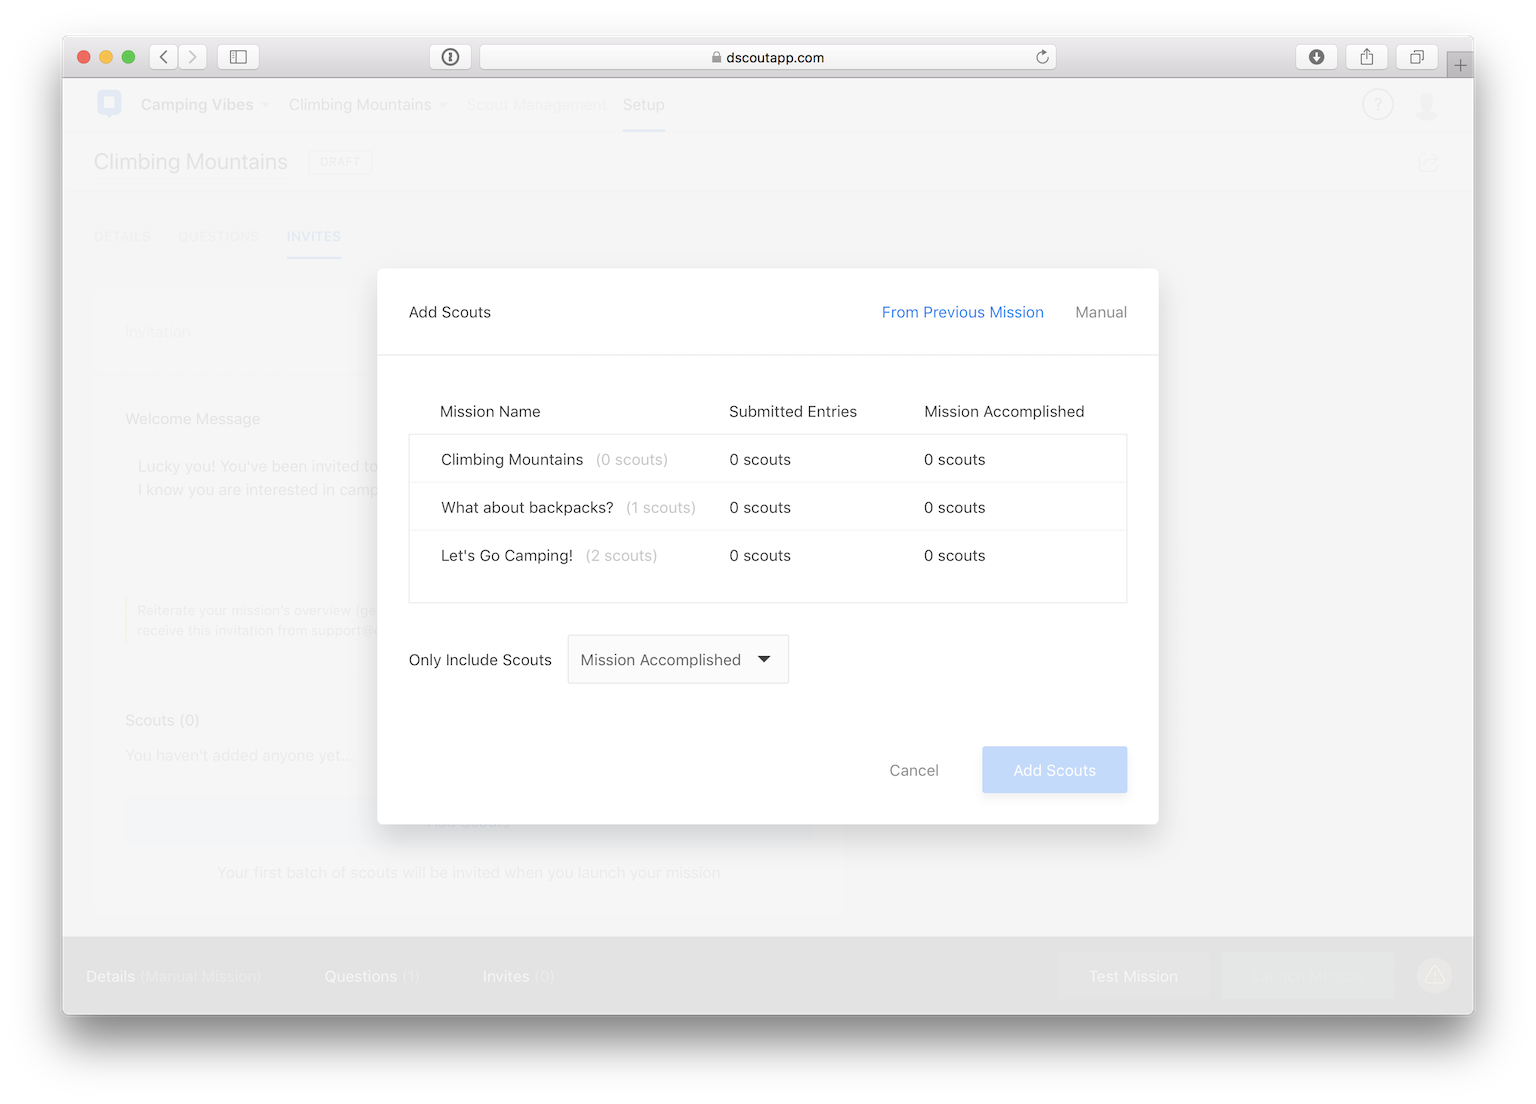 dscoutapp.com
Camping Vibes Climbing Mountains Scout Management Setup ?
Climbing Mountains DRAFT
DETAILS QUESTIONS INVITES
Add Scouts From Previous Mission Manual
Invitation
Mission Name Submitted Entries Mission Accomplished
Welcome Message
Climbing Mountains (0 scouts) 0 scouts 0 scouts
Lucky you! You've been invited to
I know you are interested in camp
What about backpacks? (1 scouts) 0 scouts 0 scouts
Let's Go Camping! (2 scouts) 0 scouts 0 scouts
Reiterate your mission's overview (ge
receive this invitation from support@
Only Include Scouts Mission Accomplished
Scouts (0)
You haven't added anyone yet...
Cancel Add Scouts
Your first batch of scouts will be invited when you launch your mission
Details (Manual Mission) Questions (1) Invites (0) Test Mission